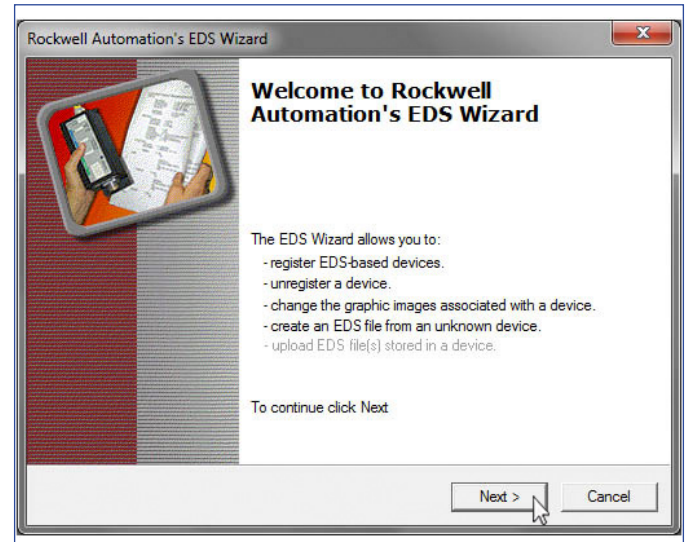 Rockwell Automation's EDS Wizard
Welcome to Rockwell
Automation's EDS Wizard
The EDS Wizard allows you to:
- register EDS-based devices.
- unregister a device.
- change the graphic images associated with a device.
- create an EDS file from an unknown device.
- upload EDS file(s) stored in a device.
To continue click Next
Next >
Cancel